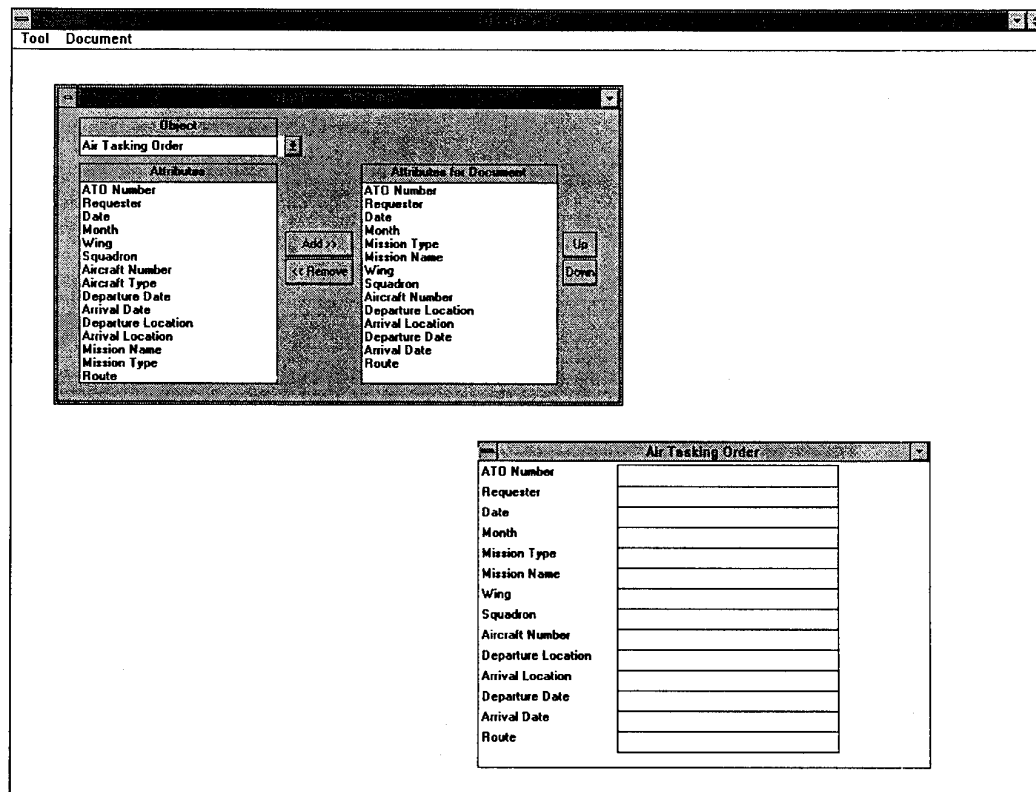 Tool Document
Object
Air Tasking Order
Attributes
ATO Number
Requester
Date
Month
Wing
Squadron
Aircraft Number
Aircraft Type
Departure Date
Arrival Date
Departure Location
Arrival Location
Mission Name
Mission Type
Route
Add >>
<< Remove
Attributes for Document
ATO Number
Requester
Date
Month
Mission Type
Mission Name
Wing
Squadron
Aircraft Number
Departure Location
Arrival Location
Departure Date
Arrival Date
Route
Up
Down
Air Tasking Order
ATO Number
Requester
Date
Month
Mission Type
Mission Name
Wing
Squadron
Aircraft Number
Departure Location
Arrival Location
Departure Date
Arrival Date
Route